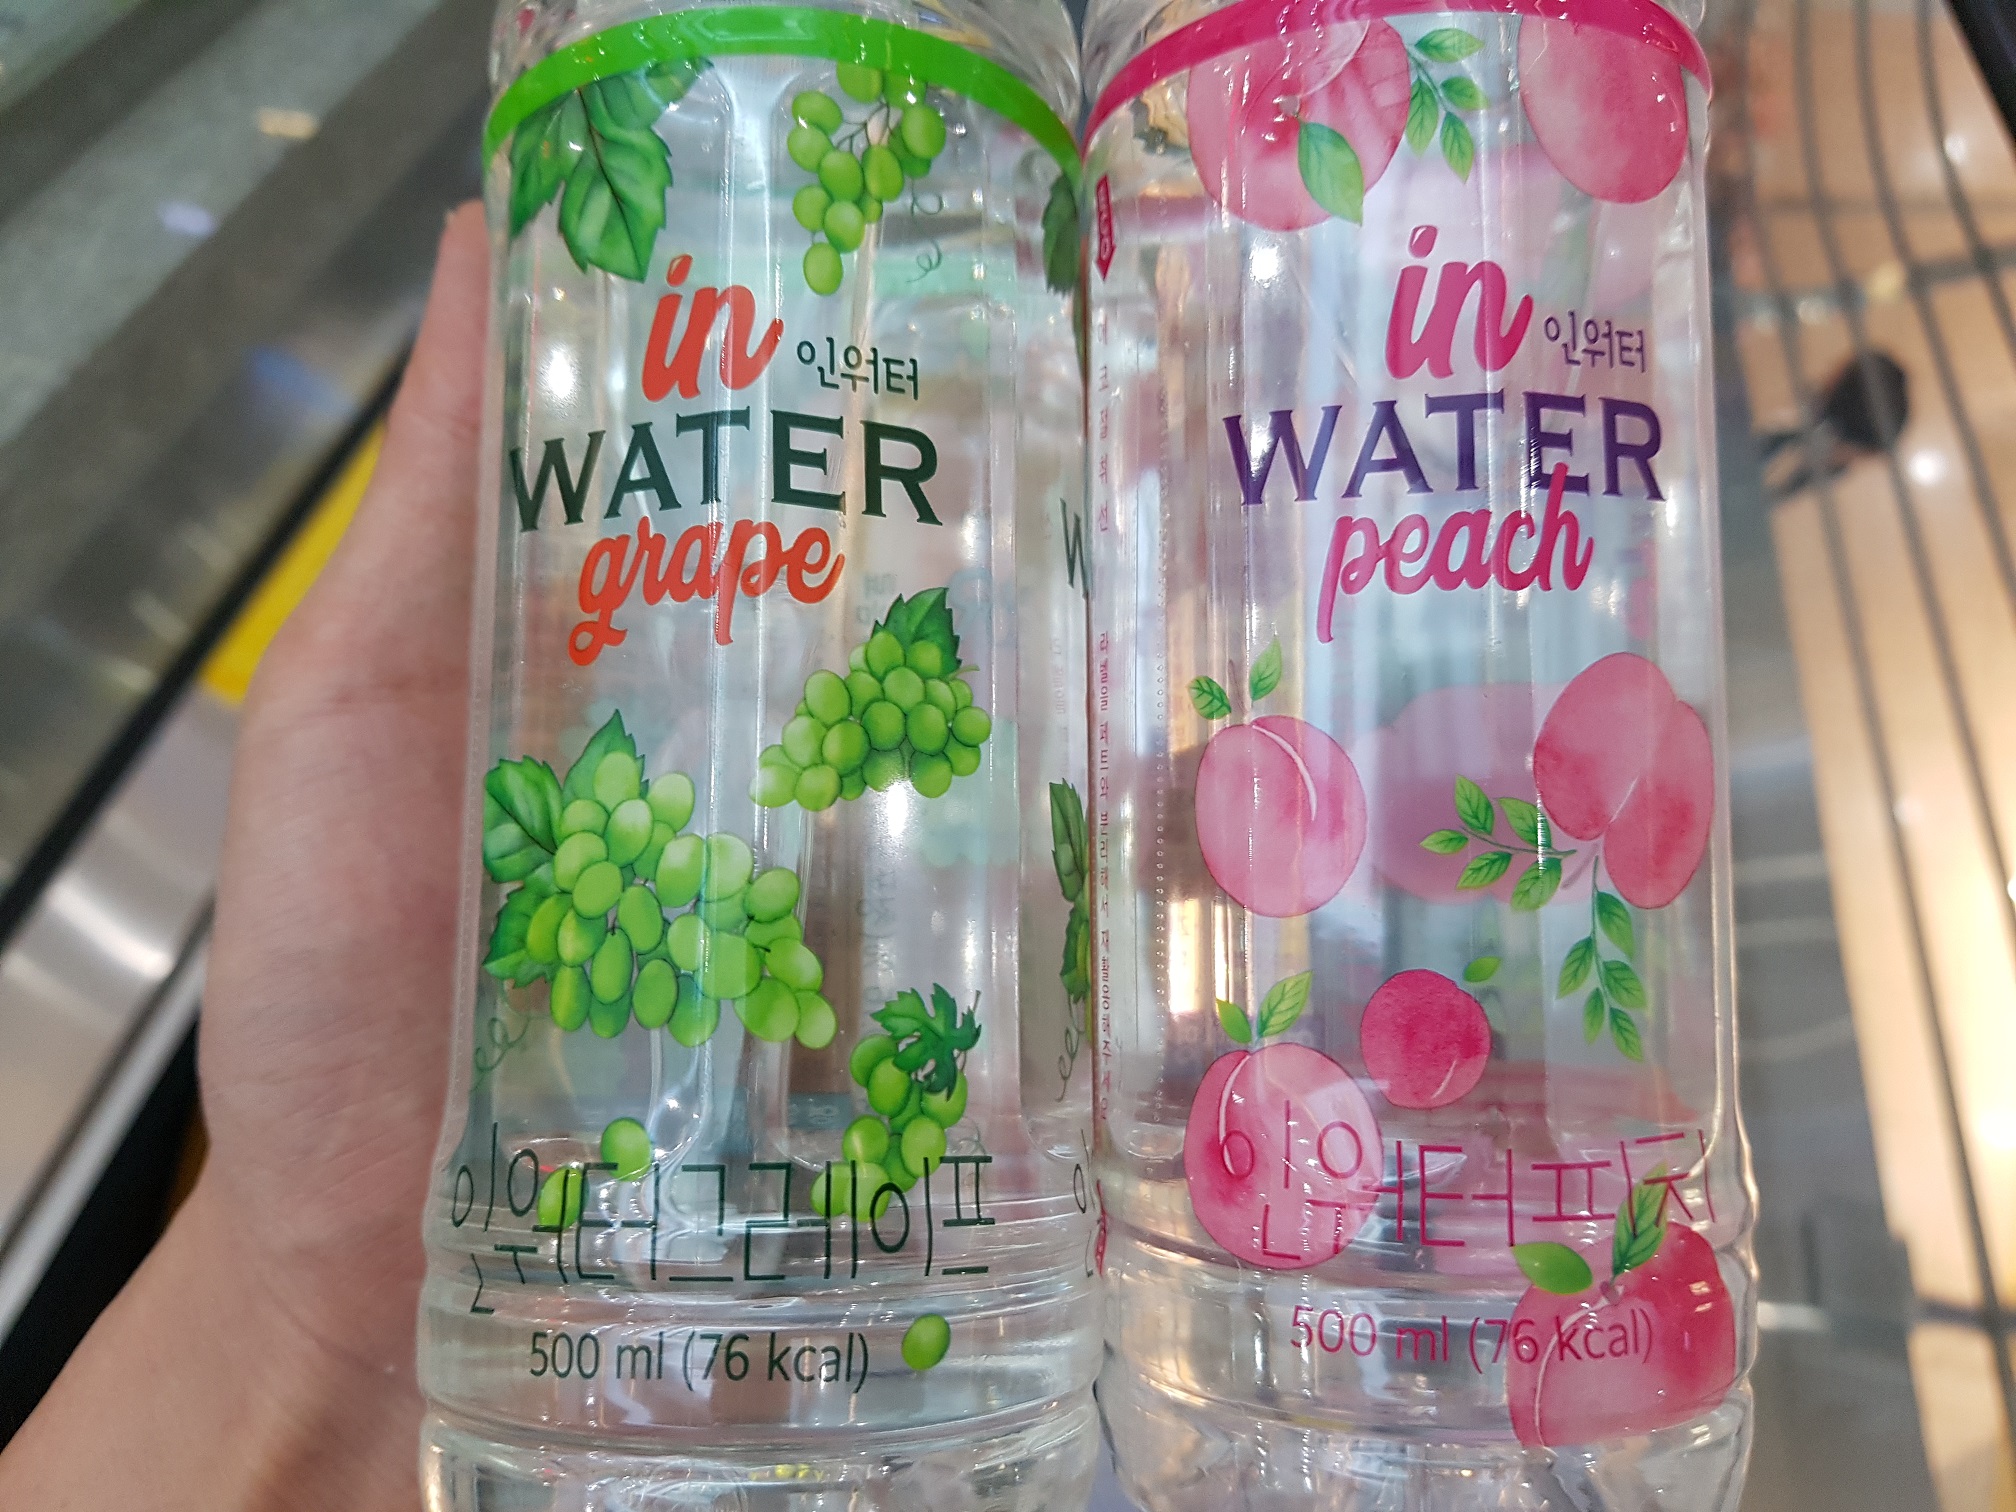 in 인워터
WATER
grape
인워터그레이프
500 ml (76 kcal)
in 인워터
WATER
peach
인워터피치
500 ml (76 kcal)